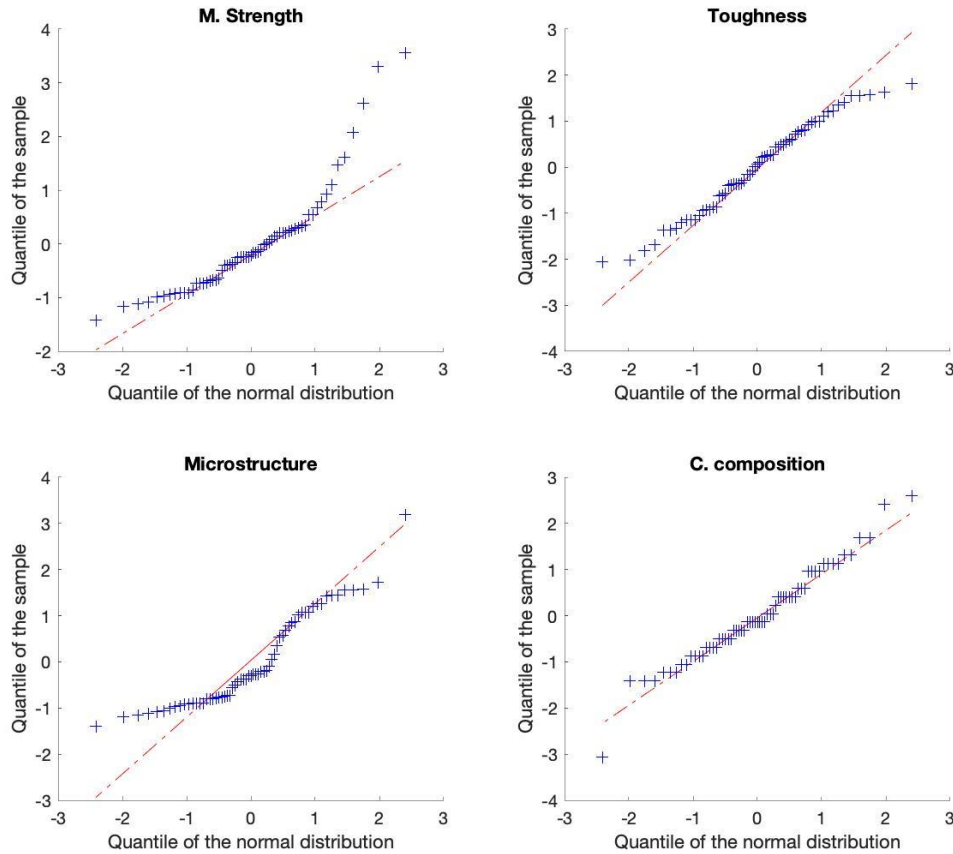 M. Strength
4
3
2
1
0
-1
-2
Quantile of the sample
-3 -2 -1 0 1 2 3
Quantile of the normal distribution
Toughness
3
2
1
0
-1
-2
-3
-4
Quantile of the sample
-3 -2 -1 0 1 2 3
Quantile of the normal distribution
Microstructure
4
3
2
1
0
-1
-2
-3
Quantile of the sample
-3 -2 -1 0 1 2 3
Quantile of the normal distribution
C. composition
3
2
1
0
-1
-2
-3
-4
Quantile of the sample
-3 -2 -1 0 1 2 3
Quantile of the normal distribution